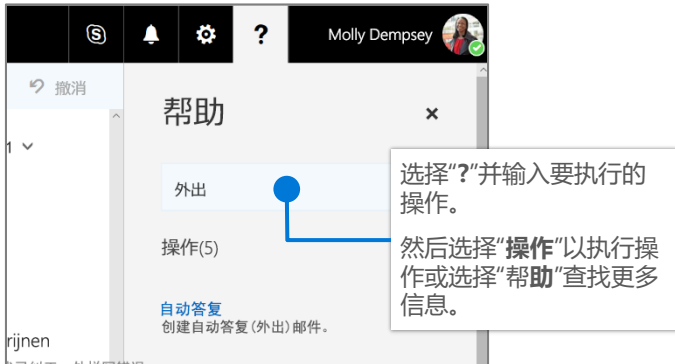 ?
Molly Dempsey
撤消
帮助
×
1
外出
选择“?”并输入要执行的
操作。
操作(5)
然后选择“操作”以执行操
作或选择“帮助”查找更多
信息。
自动答复
创建自动答复(外出)邮件。
rijnen